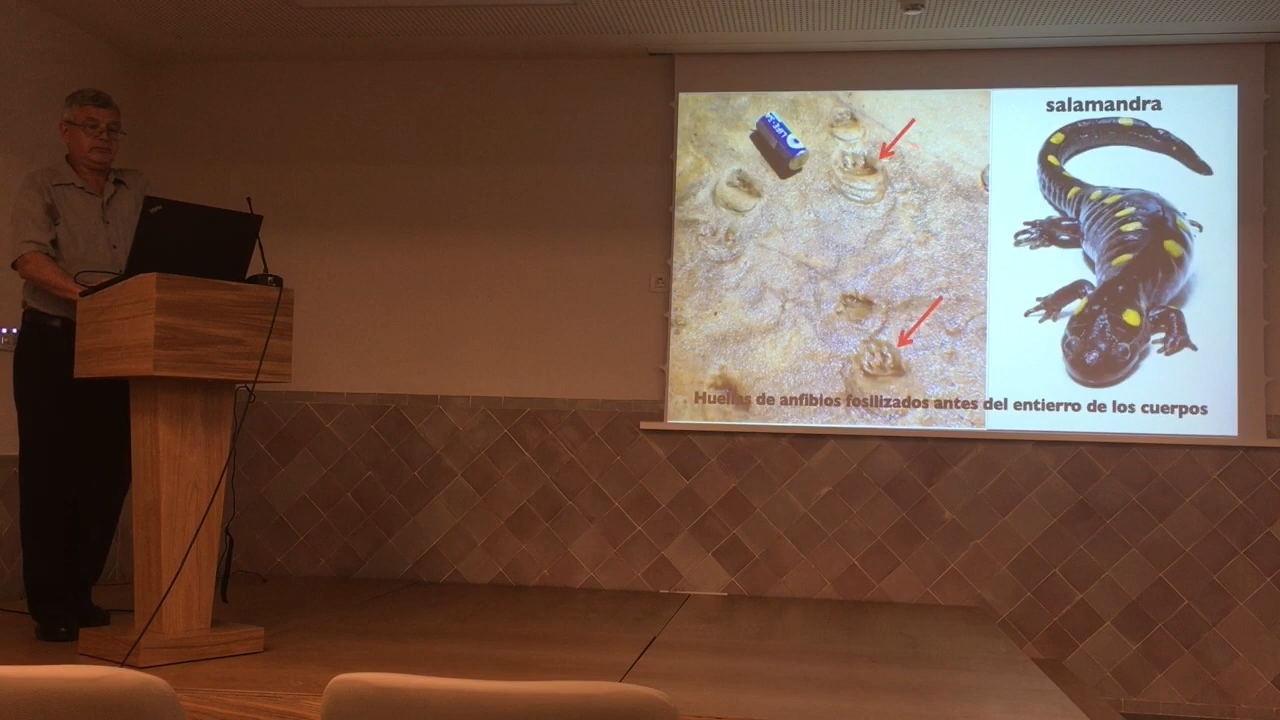 salamandra
Huellas de anfibios fosilizados antes del entierro de los cuerpos